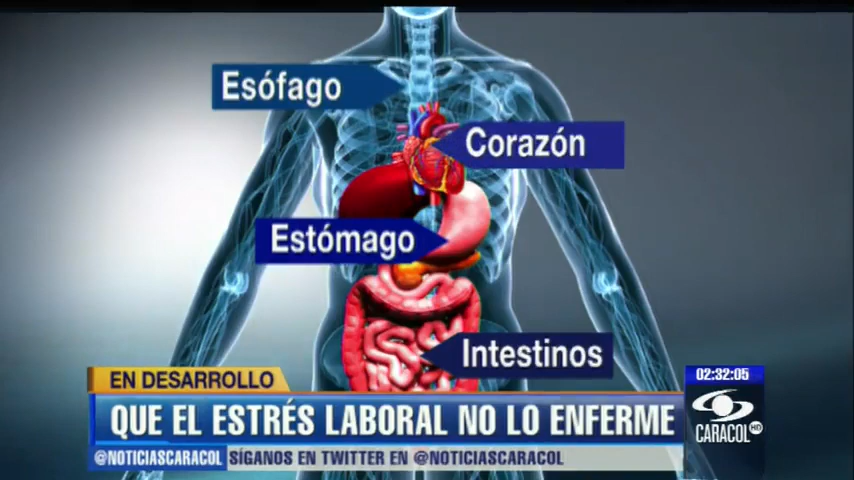 Esófago
Corazón
Estómago
Intestinos
EN DESARROLLO
02:32:05
QUE EL ESTRÉS LABORAL NO LO ENFERME
CARACOL HD
@NOTICIASCARACOL SÍGANOS EN TWITTER EN @NOTICIASCARACOL